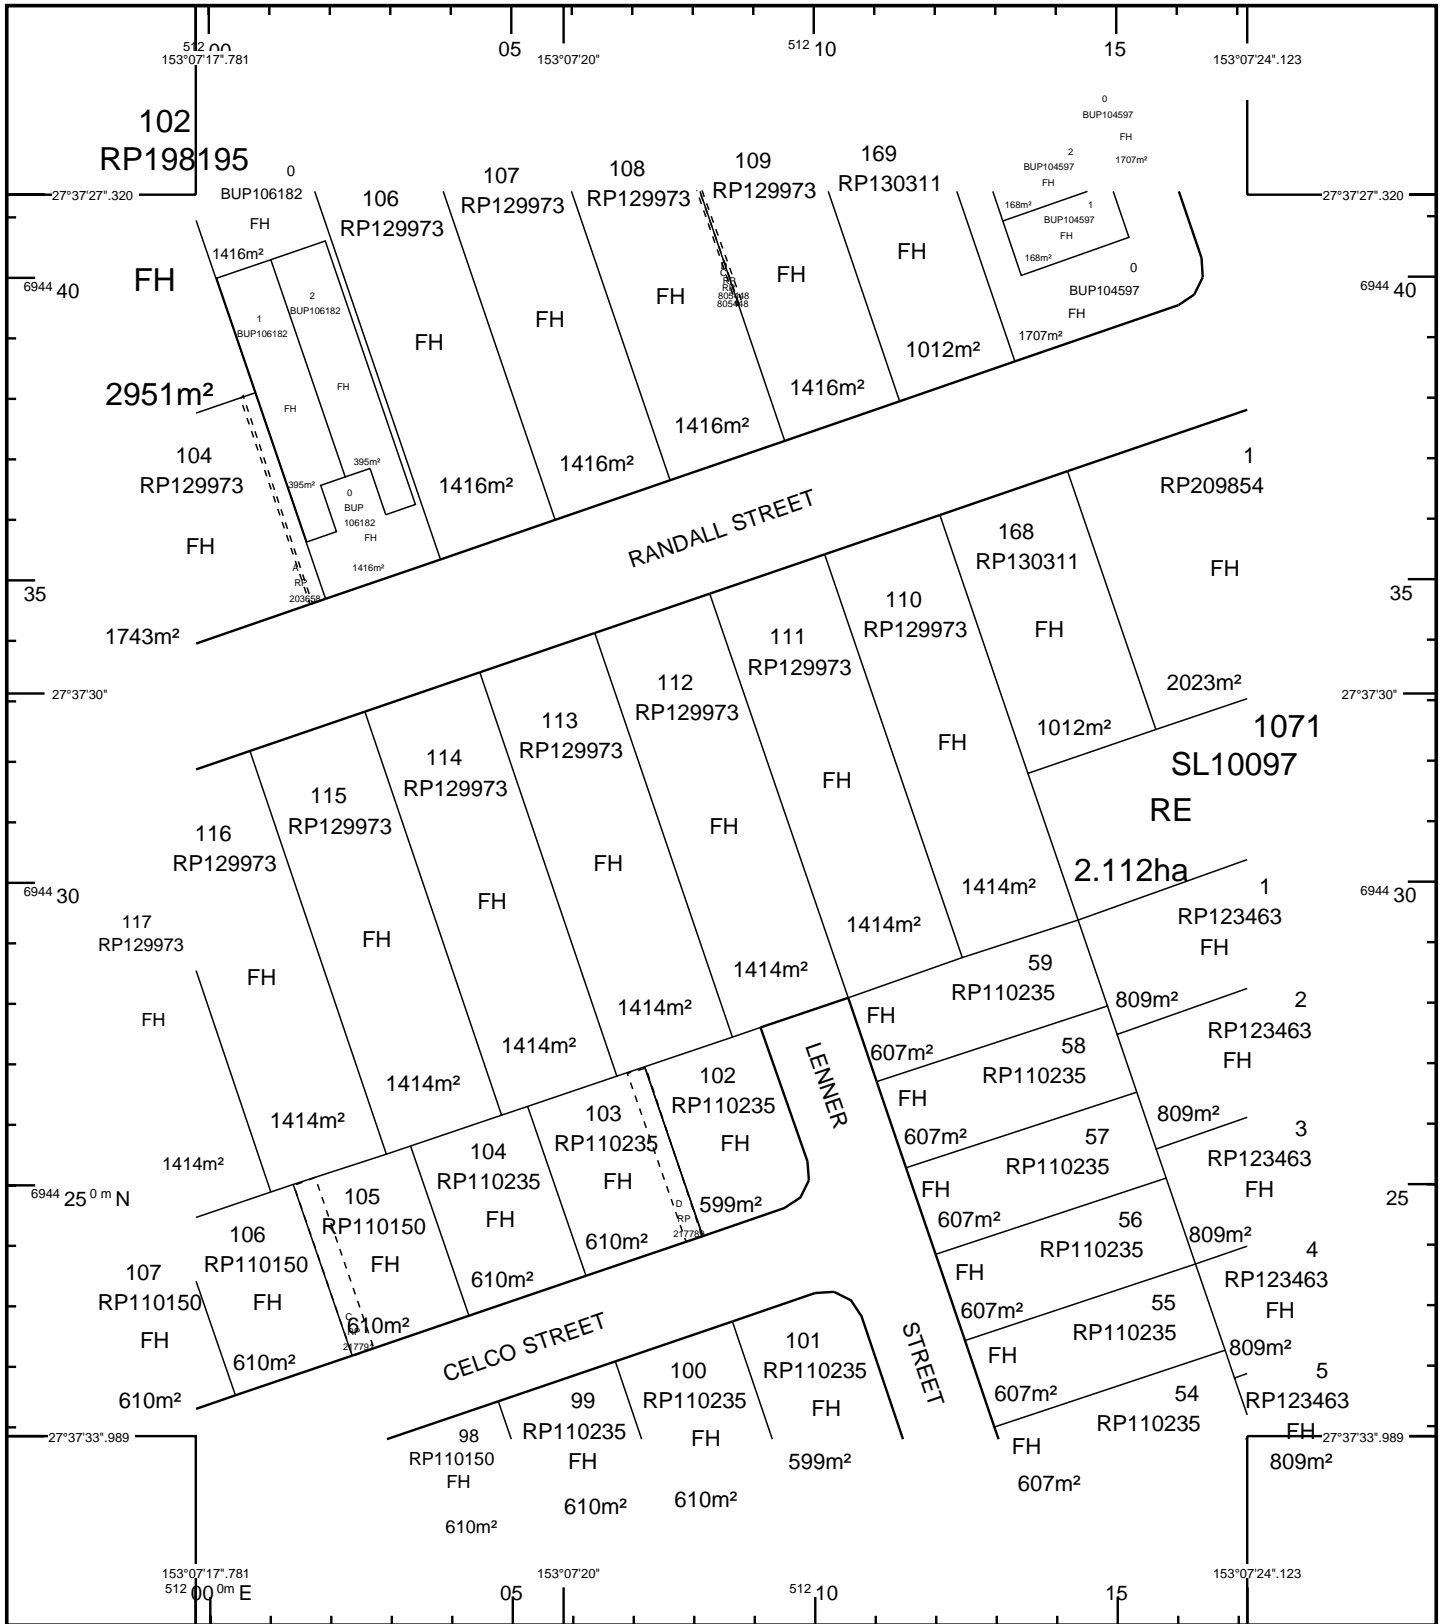 512 00
05
512 10
15
153°07'17".781
153°07'20"
153°07'24".123
102
RP198195
FH
2951m²
27°37'27".320
27°37'27".320
0
BUP106182
FH
1416m²
106
RP129973
FH
1416m²
107
RP129973
FH
1416m²
108
RP129973
FH
1416m²
109
RP129973
FH
1416m²
169
RP130311
FH
1012m²
0
BUP104597
FH
1707m²
2
BUP104597
FH
168m²
1
BUP104597
FH
168m²
0
BUP104597
FH
1707m²
6944 40
6944 40
1
BUP106182
FH
395m²
2
BUP106182
FH
395m²
0
BUP
106182
FH
1416m²
RP
805448
805448
104
RP129973
FH
1743m²
A
RP
203658
RANDALL STREET
35
35
1
RP209854
FH
2023m²
168
RP130311
FH
1012m²
110
RP129973
FH
1414m²
111
RP129973
FH
1414m²
112
RP129973
FH
1414m²
113
RP129973
FH
1414m²
114
RP129973
FH
1414m²
115
RP129973
FH
1414m²
116
RP129973
FH
1414m²
117
RP129973
FH
1414m²
27°37'30"
27°37'30"
1071
SL10097
RE
2.112ha
6944 30
6944 30
1
RP123463
FH
809m²
2
RP123463
FH
809m²
3
RP123463
FH
809m²
4
RP123463
FH
809m²
5
RP123463
FH
809m²
59
RP110235
FH
607m²
58
RP110235
FH
607m²
57
RP110235
FH
607m²
56
RP110235
FH
607m²
55
RP110235
FH
607m²
54
RP110235
FH
607m²
LENNER
STREET
102
RP110235
FH
599m²
103
RP110235
FH
610m²
D
RP
104
RP110235
FH
610m²
105
RP110150
FH
610m²
C
RP
106
RP110150
FH
610m²
107
RP110150
FH
610m²
6944 25 0 m N
25
CELCO STREET
101
RP110235
FH
599m²
100
RP110235
FH
610m²
99
RP110235
FH
610m²
98
RP110150
FH
610m²
27°37'33".989
27°37'33".989
153°07'17".781
153°07'20"
153°07'24".123
512 00 0m E
05
512 10
15